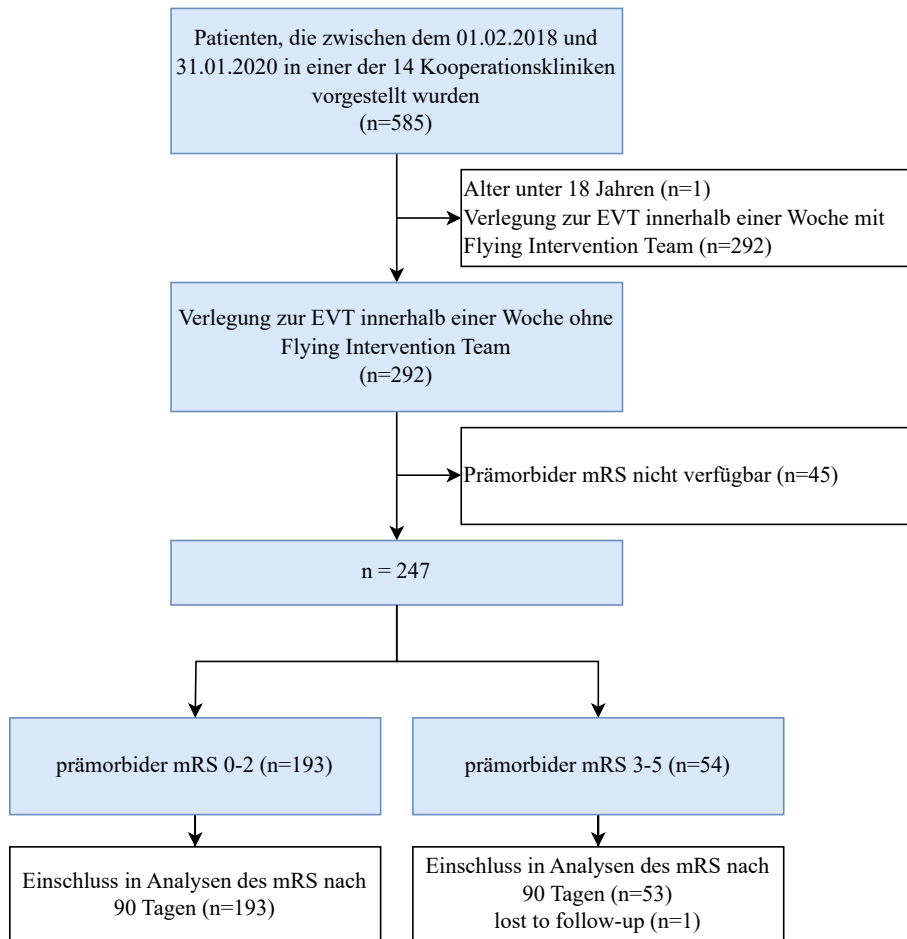 Patienten, die zwischen dem 01.02.2018 und
31.01.2020 in einer der 14 Kooperationskliniken
vorgestellt wurden
(n=585)
Alter unter 18 Jahren (n=1)
Verlegung zur EVT innerhalb einer Woche mit
Flying Intervention Team (n=292)
Verlegung zur EVT innerhalb einer Woche ohne
Flying Intervention Team
(n=292)
Prämorbider mRS nicht verfügbar (n=45)
n = 247
prämorbider mRS 0-2 (n=193)
prämorbider mRS 3-5 (n=54)
Einschluss in Analysen des mRS nach
90 Tagen (n=193)
Einschluss in Analysen des mRS nach
90 Tagen (n=53)
lost to follow-up (n=1)